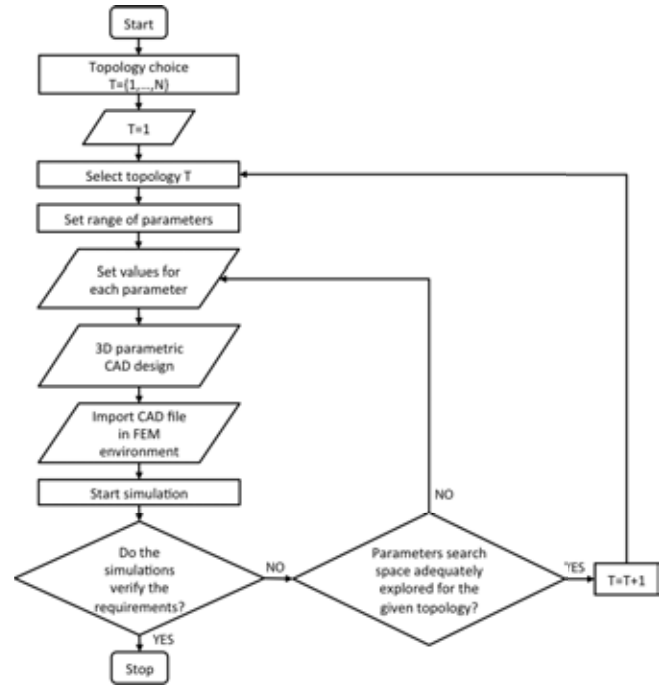 Start
Topology choice
T={1,...,N}
T=1
Select topology T
Set range of parameters
Set values for
each parameter
3D parametric
CAD design
Import CAD file
in FEM
environment
Start simulation
NO
Do the
simulations
verify the
requirements?
NO
Parameters search
space adequately
explored for the
given topology?
YES
T=T+1
YES
Stop